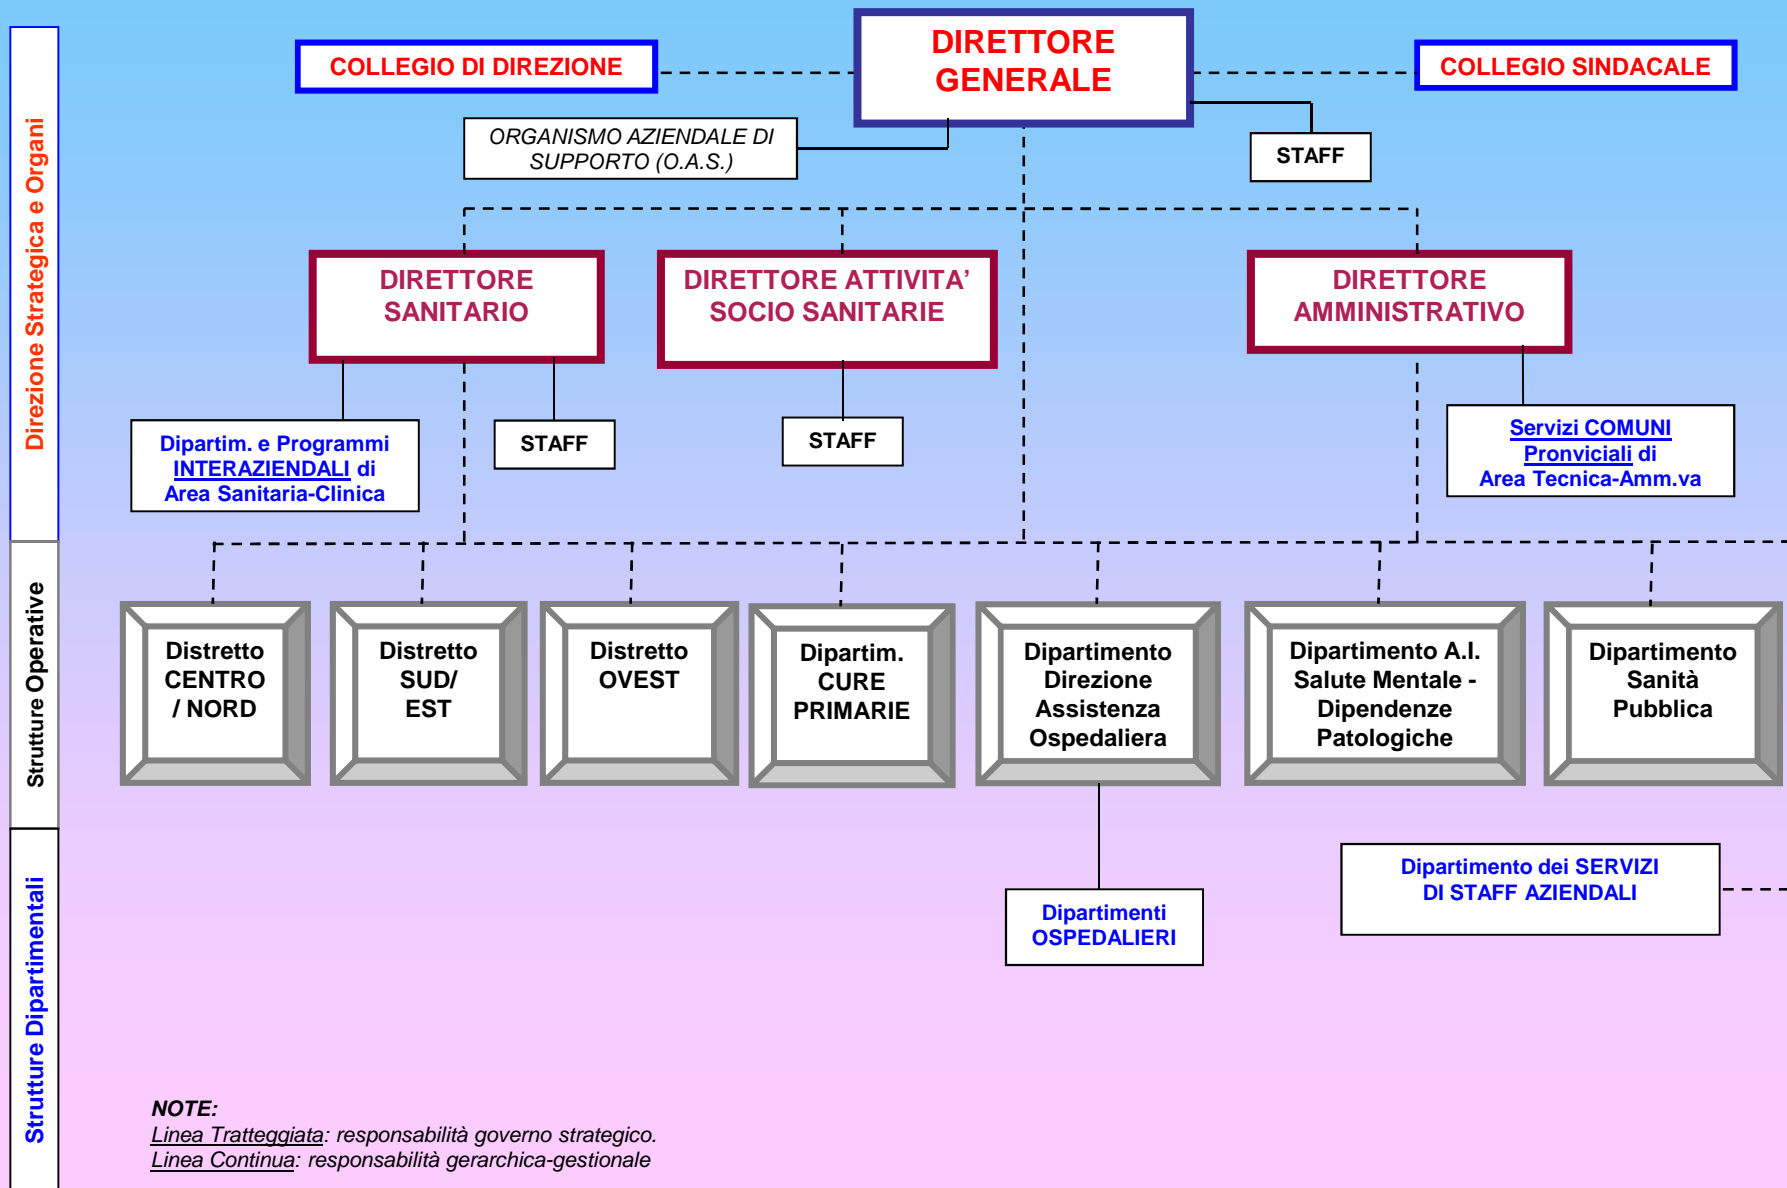 Direzione Strategica e Organi
Strutture Operative
Strutture Dipartimentali
COLLEGIO DI DIREZIONE
DIRETTORE
GENERALE
COLLEGIO SINDACALE
ORGANISMO AZIENDALE DI
SUPPORTO (O.A.S.)
STAFF
DIRETTORE
SANITARIO
DIRETTORE ATTIVITA’
SOCIO SANITARIE
DIRETTORE
AMMINISTRATIVO
Dipartim. e Programmi
INTERAZIENDALI di
Area Sanitaria-Clinica
STAFF
STAFF
Servizi COMUNI
Pronviciali di
Area Tecnica-Amm.va
Distretto
CENTRO
/ NORD
Distretto
SUD/
EST
Distretto
OVEST
Dipartim.
CURE
PRIMARIE
Dipartimento
Direzione
Assistenza
Ospedaliera
Dipartimento A.I.
Salute Mentale -
Dipendenze
Patologiche
Dipartimento
Sanità
Pubblica
Dipartimenti
OSPEDALIERI
Dipartimento dei SERVIZI
DI STAFF AZIENDALI
NOTE:
Linea Tratteggiata: responsabilità governo strategico.
Linea Continua: responsabilità gerarchica-gestionale